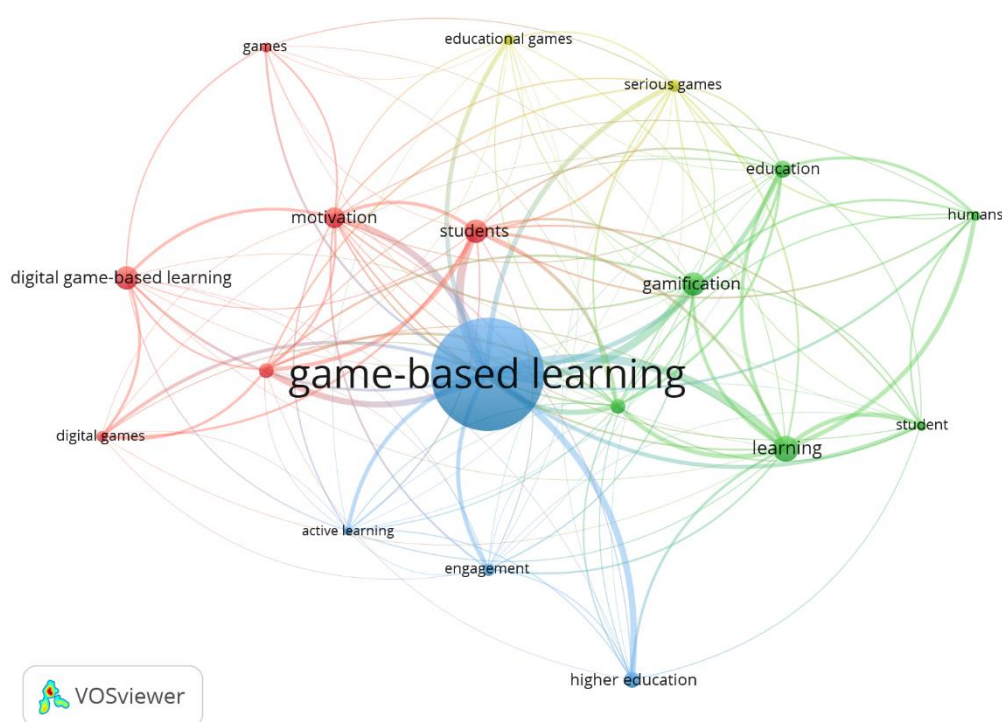 games
educational games
serious games
education
humans
motivation
students
digital game-based learning
gamification
game-based learning
digital games
student
learning
active learning
engagement
higher education
VOSviewer